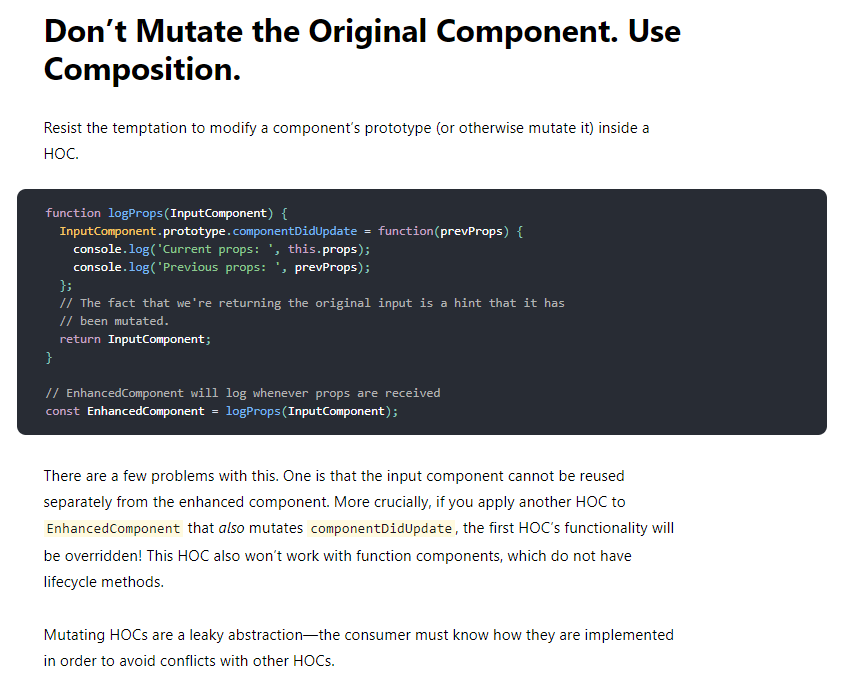 Don’t Mutate the Original Component. Use
Composition.
Resist the temptation to modify a component’s prototype (or otherwise mutate it) inside a
HOC.
function logProps(InputComponent) {
  InputComponent.prototype.componentDidUpdate = function(prevProps) {
    console.log('Current props: ', this.props);
    console.log('Previous props: ', prevProps);
  };
  // The fact that we're returning the original input is a hint that it has
  // been mutated.
  return InputComponent;
}
// EnhancedComponent will log whenever props are received
const EnhancedComponent = logProps(InputComponent);
There are a few problems with this. One is that the input component cannot be reused
separately from the enhanced component. More crucially, if you apply another HOC to
EnhancedComponent that also mutates componentDidUpdate, the first HOC’s functionality will
be overridden! This HOC also won’t work with function components, which do not have
lifecycle methods.
Mutating HOCs are a leaky abstraction—the consumer must know how they are implemented
in order to avoid conflicts with other HOCs.